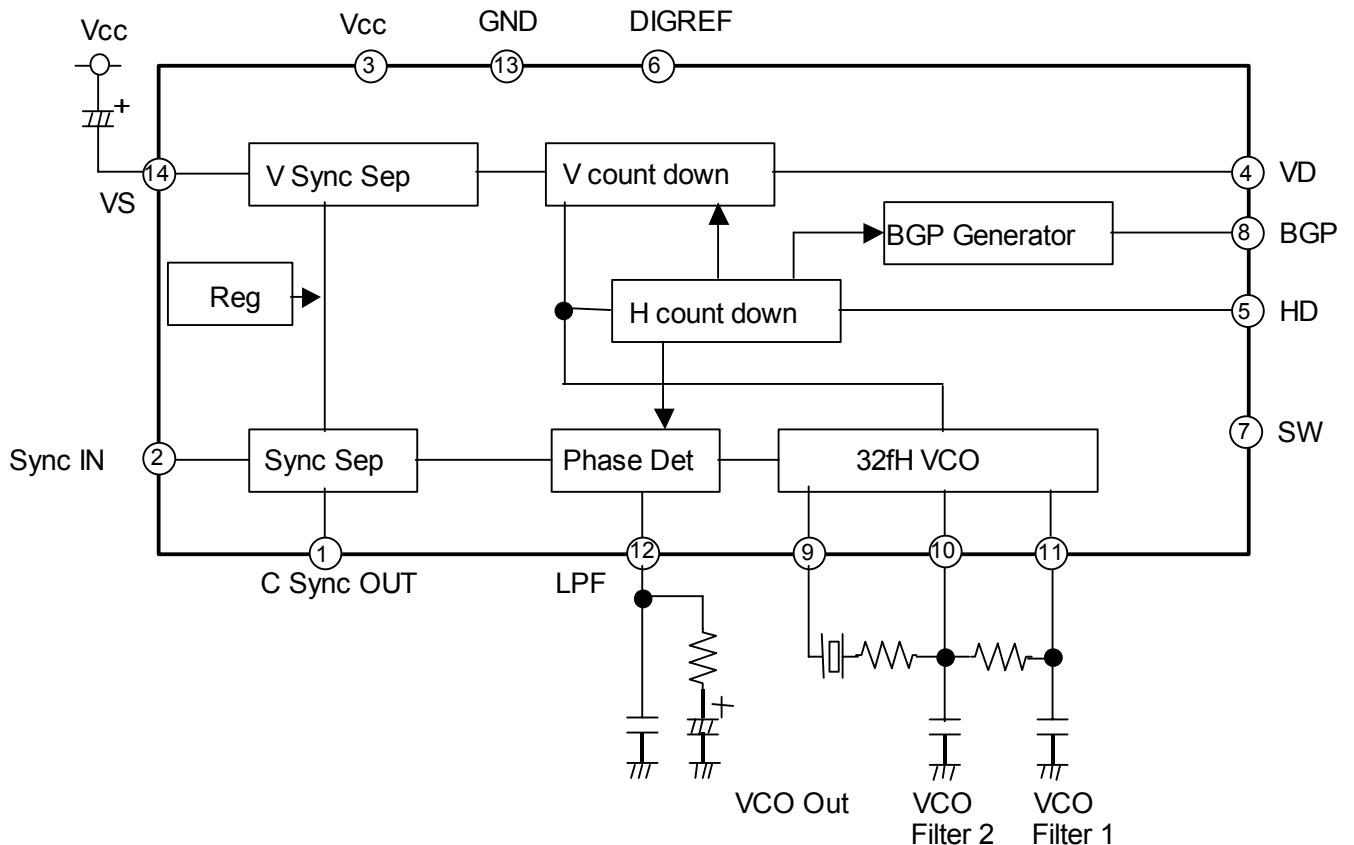 Vcc
Vcc
GND
DIGREF
3
13
6
+
14
VS
V Sync Sep
V count down
4
VD
BGP Generator
8
BGP
Reg
H count down
5
HD
7
SW
Sync IN
2
Sync Sep
Phase Det
32fH VCO
1
12
9
10
11
C Sync OUT
LPF
+
VCO Out
VCO
Filter 2
VCO
Filter 1